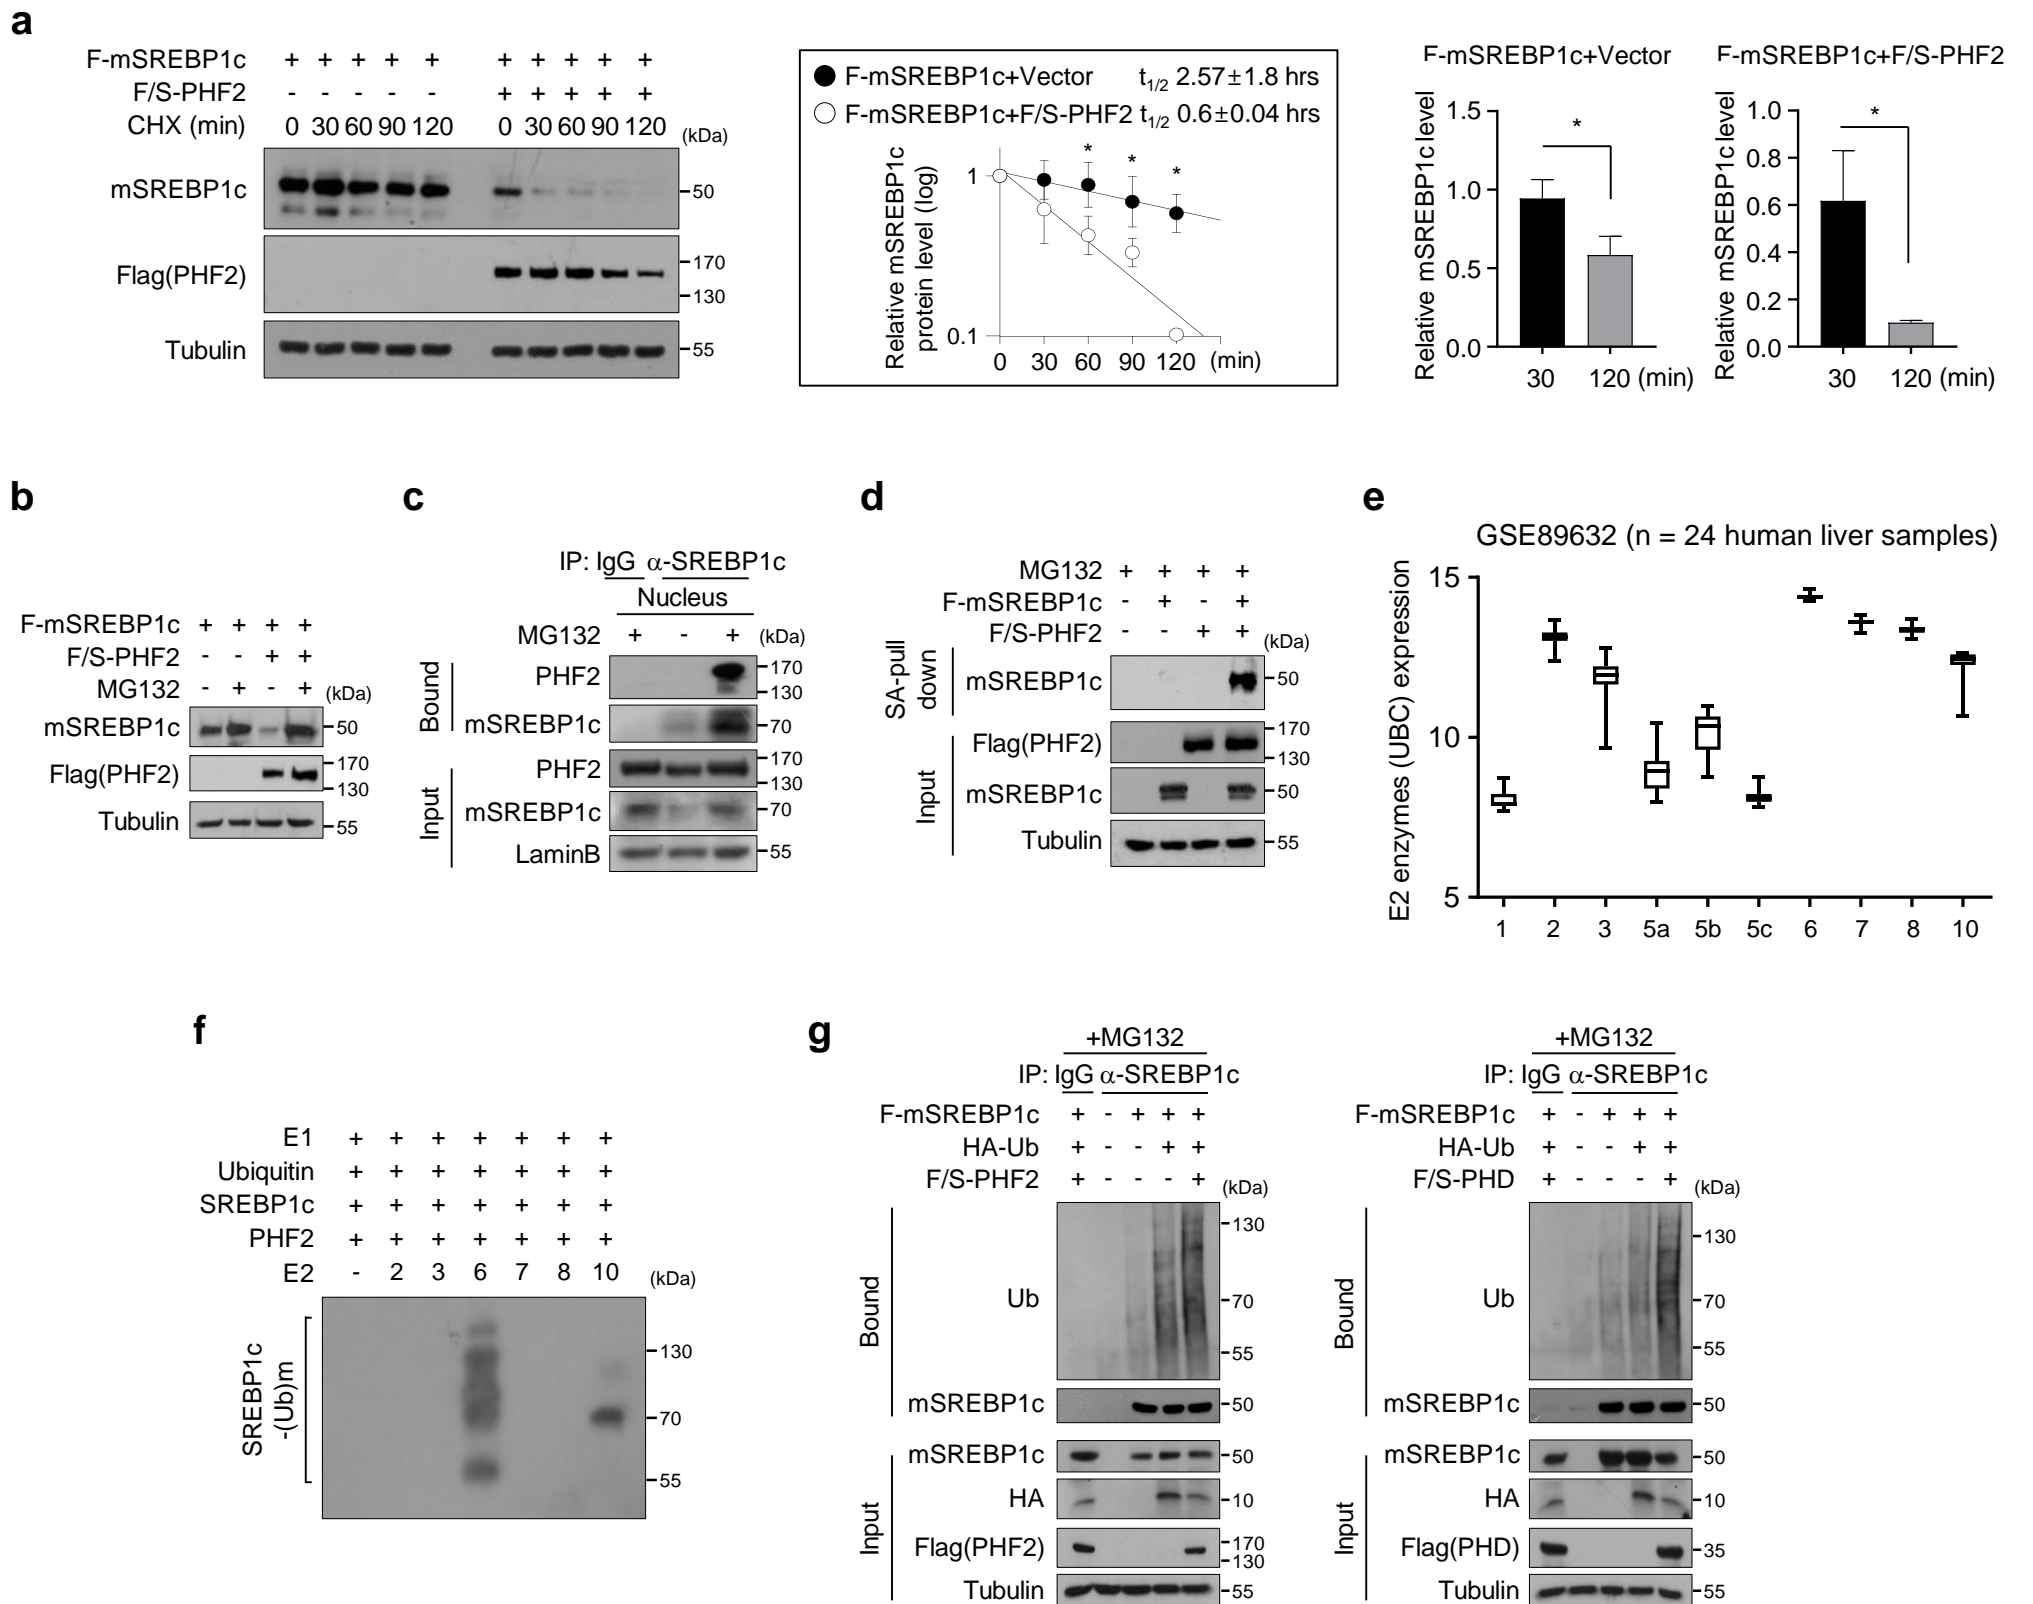 a
F-mSREBP1c + + + + + + + + + +
F/S-PHF2 - - - - - + + + + +
CHX (min) 0 30 60 90 120 0 30 60 90 120 (kDa)
mSREBP1c 50
Flag(PHF2) 170
130
Tubulin 55
F-mSREBP1c+Vector t1/2 2.57±1.8 hrs
F-mSREBP1c+F/S-PHF2 t1/2 0.6±0.04 hrs
Relative mSREBP1c
protein level (log)
* * *
1
0.1
0 30 60 90 120 (min)
F-mSREBP1c+Vector
Relative mSREBP1c level
1.5
1.0
0.5
0.0
*
30 120 (min)
F-mSREBP1c+F/S-PHF2
Relative mSREBP1c level
1.0
0.8
0.6
0.4
0.2
0.0
*
30 120 (min)
b
F-mSREBP1c + + + +
F/S-PHF2 - - + +
MG132 - + - + (kDa)
mSREBP1c 50
Flag(PHF2) 170
130
Tubulin 55
c
IP: IgG α-SREBP1c
Nucleus
MG132 + - + (kDa)
Bound
PHF2 170
130
mSREBP1c 70
Input
PHF2 170
130
mSREBP1c 70
LaminB 55
d
MG132 + + + +
F-mSREBP1c - + - +
F/S-PHF2 - - + + (kDa)
SA-pull
down
mSREBP1c 50
Input
Flag(PHF2) 170
130
mSREBP1c 50
Tubulin 55
e
GSE89632 (n = 24 human liver samples)
E2 enzymes (UBC) expression
15
10
5
1 2 3 5a 5b 5c 6 7 8 10
f
E1 + + + + + + +
Ubiquitin + + + + + + +
SREBP1c + + + + + + +
PHF2 + + + + + + +
E2 - 2 3 6 7 8 10 (kDa)
SREBP1c
-(Ub)m
130
70
55
g
+MG132
IP: IgG α-SREBP1c
F-mSREBP1c + - + + +
HA-Ub + - - + +
F/S-PHF2 + - - - + (kDa)
Bound
Ub 130
70
55
mSREBP1c 50
Input
mSREBP1c 50
HA 10
Flag(PHF2) 170
130
Tubulin 55
+MG132
IP: IgG α-SREBP1c
F-mSREBP1c + - + + +
HA-Ub + - - + +
F/S-PHD + - - - + (kDa)
Bound
Ub 130
70
55
mSREBP1c 50
Input
mSREBP1c 50
HA 10
Flag(PHD) 35
Tubulin 55